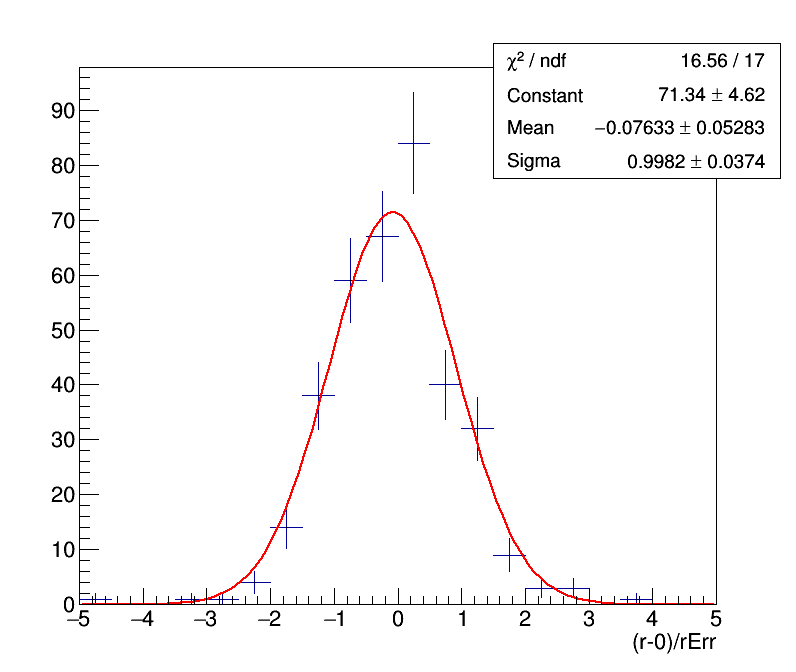 χ² / ndf 16.56 / 17
Constant 71.34 ± 4.62
Mean −0.07633 ± 0.05283
Sigma 0.9982 ± 0.0374
90
80
70
60
50
40
30
20
10
0
−5 −4 −3 −2 −1 0 1 2 3 4 5
(r-0)/rErr